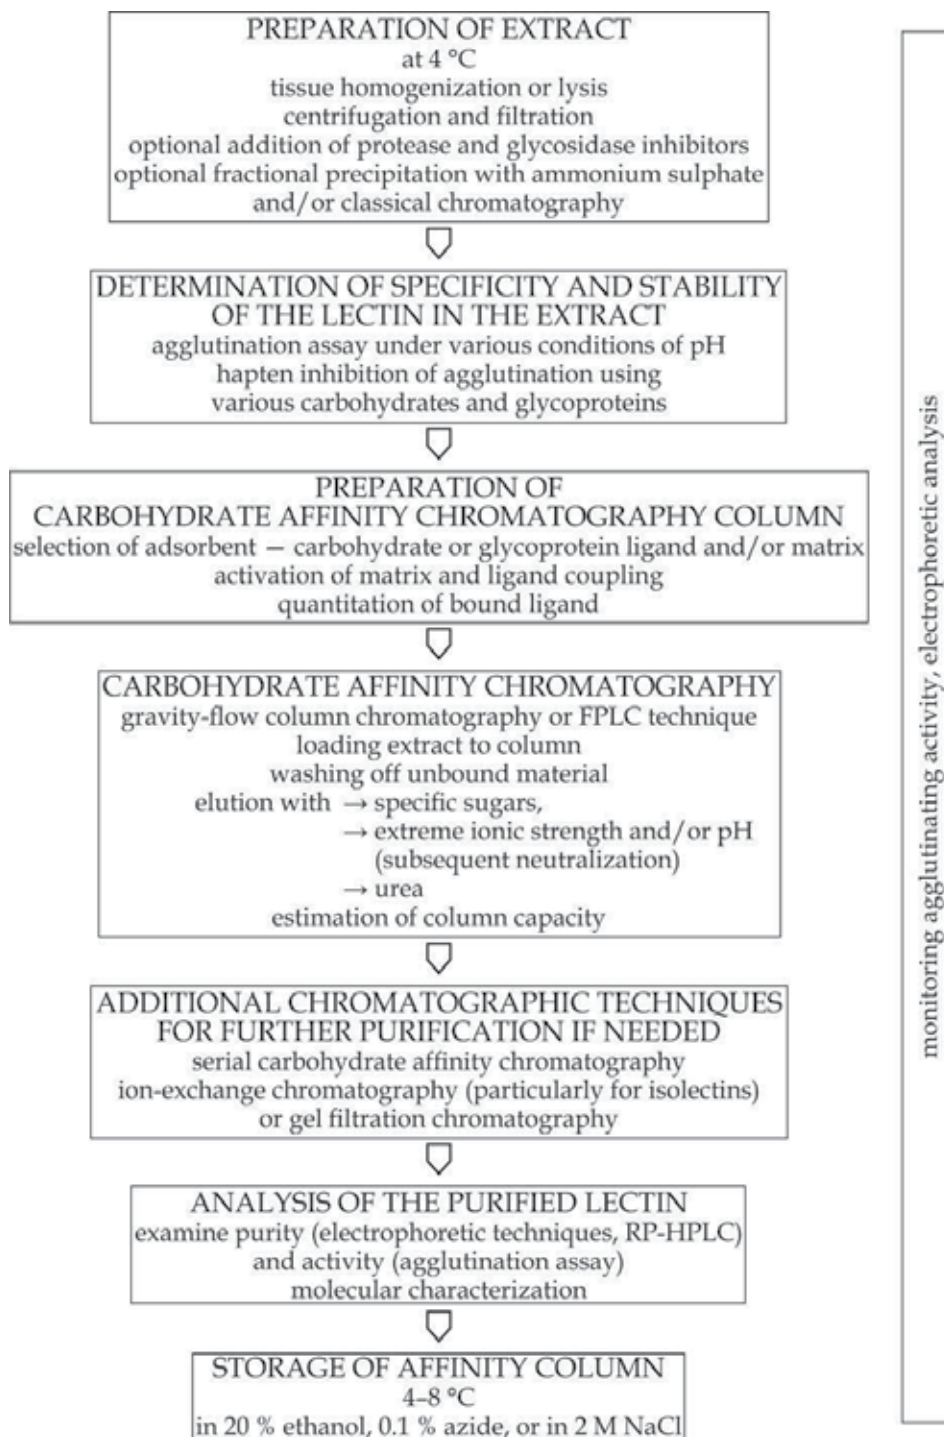 PREPARATION OF EXTRACT
at 4 °C
tissue homogenization or lysis
centrifugation and filtration
optional addition of protease and glycosidase inhibitors
optional fractional precipitation with ammonium sulphate
and/or classical chromatography
DETERMINATION OF SPECIFICITY AND STABILITY
OF THE LECTIN IN THE EXTRACT
agglutination assay under various conditions of pH
hapten inhibition of agglutination using
various carbohydrates and glycoproteins
PREPARATION OF
CARBOHYDRATE AFFINITY CHROMATOGRAPHY COLUMN
selection of adsorbent – carbohydrate or glycoprotein ligand and/or matrix
activation of matrix and ligand coupling
quantitation of bound ligand
CARBOHYDRATE AFFINITY CHROMATOGRAPHY
gravity-flow column chromatography or FPLC technique
loading extract to column
washing off unbound material
elution with → specific sugars,
→ extreme ionic strength and/or pH
(subsequent neutralization)
→ urea
estimation of column capacity
ADDITIONAL CHROMATOGRAPHIC TECHNIQUES
FOR FURTHER PURIFICATION IF NEEDED
serial carbohydrate affinity chromatography
ion-exchange chromatography (particularly for isolectins)
or gel filtration chromatography
ANALYSIS OF THE PURIFIED LECTIN
examine purity (electrophoretic techniques, RP-HPLC)
and activity (agglutination assay)
molecular characterization
STORAGE OF AFFINITY COLUMN
4–8 °C
in 20 % ethanol, 0.1 % azide, or in 2 M NaCl
monitoring agglutinating activity, electrophoretic analysis